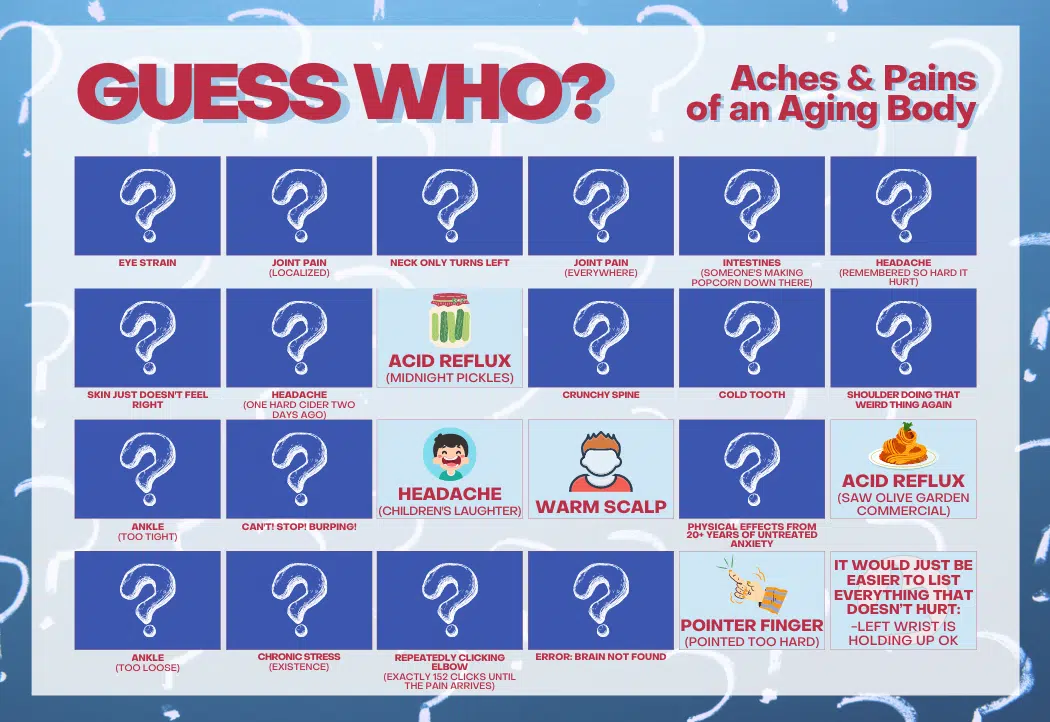 GUESS WHO?
Aches & Pains
of an Aging Body
EYE STRAIN
JOINT PAIN
(LOCALIZED)
NECK ONLY TURNS LEFT
JOINT PAIN
(EVERYWHERE)
INTESTINES
(SOMEONE'S MAKING
POPCORN DOWN THERE)
HEADACHE
(REMEMBERED SO HARD IT
HURT)
SKIN JUST DOESN'T FEEL
RIGHT
HEADACHE
(ONE HARD CIDER TWO
DAYS AGO)
ACID REFLUX
(MIDNIGHT PICKLES)
CRUNCHY SPINE
COLD TOOTH
SHOULDER DOING THAT
WEIRD THING AGAIN
ANKLE
(TOO TIGHT)
CAN'T! STOP! BURPING!
HEADACHE
(CHILDREN'S LAUGHTER)
WARM SCALP
PHYSICAL EFFECTS FROM
20+ YEARS OF UNTREATED
ANXIETY
ACID REFLUX
(SAW OLIVE GARDEN
COMMERCIAL)
ANKLE
(TOO LOOSE)
CHRONIC STRESS
(EXISTENCE)
REPEATEDLY CLICKING
ELBOW
(EXACTLY 152 CLICKS UNTIL
THE PAIN ARRIVES)
ERROR: BRAIN NOT FOUND
POINTER FINGER
(POINTED TOO HARD)
IT WOULD JUST BE
EASIER TO LIST
EVERYTHING THAT
DOESN'T HURT:
-LEFT WRIST IS
HOLDING UP OK